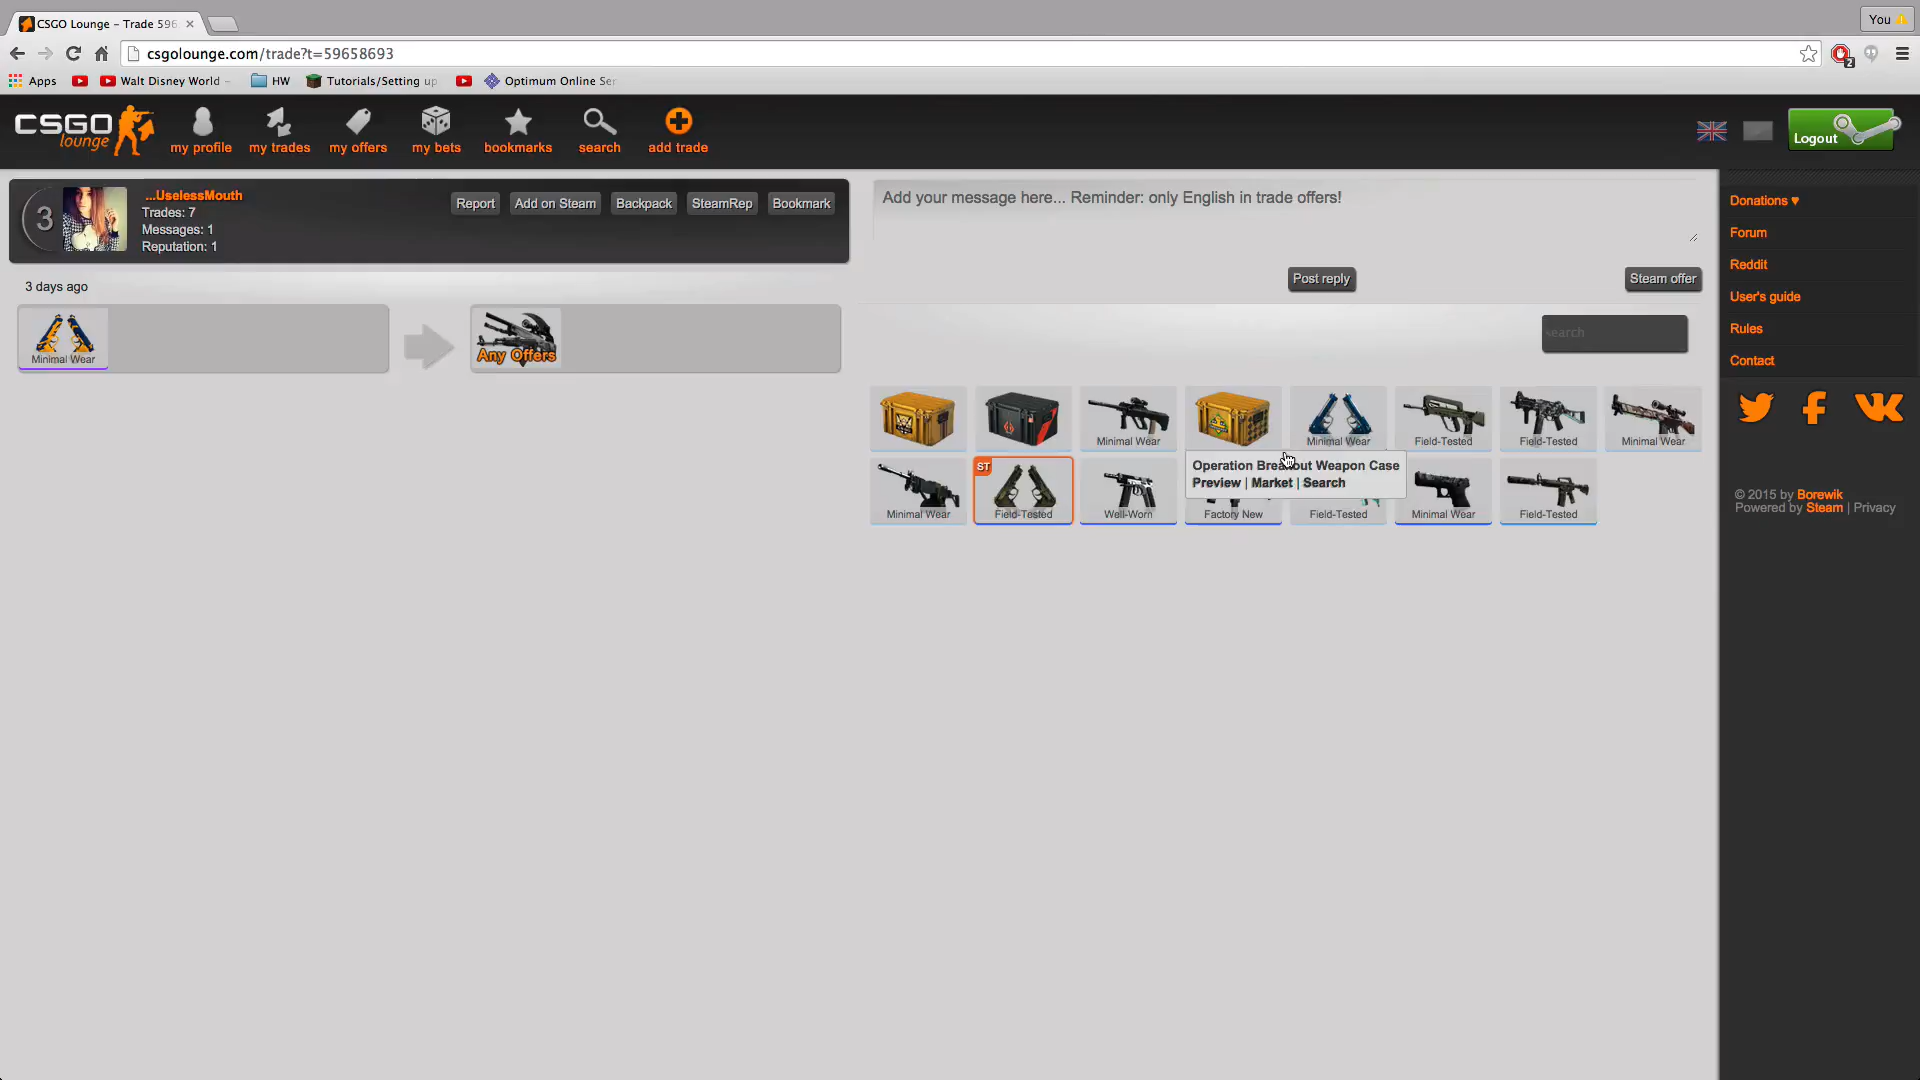 CSGO Lounge – Trade 596
You
csgolounge.com/trade?t=59658693
2
Apps
Walt Disney World –
HW
Tutorials/Setting up
Optimum Online Ser
CSGO
lounge
my profile
my trades
my offers
my bets
bookmarks
search
add trade
Logout
3
...UselessMouth
Trades: 7
Messages: 1
Reputation: 1
Report
Add on Steam
Backpack
SteamRep
Bookmark
3 days ago
Minimal Wear
Any Offers
Add your message here... Reminder: only English in trade offers!
Post reply
Steam offer
search
Minimal Wear
Minimal Wear
Field-Tested
Field-Tested
Minimal Wear
Operation Breakout Weapon Case
Preview | Market | Search
Minimal Wear
ST
Field-Tested
Well-Worn
Factory New
Field-Tested
Minimal Wear
Field-Tested
Donations ♥
Forum
Reddit
User's guide
Rules
Contact
© 2015 by Borewik
Powered by Steam | Privacy